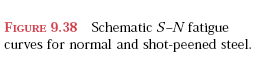 FIGURE 9.38 Schematic S–N fatigue
curves for normal and shot-peened steel.